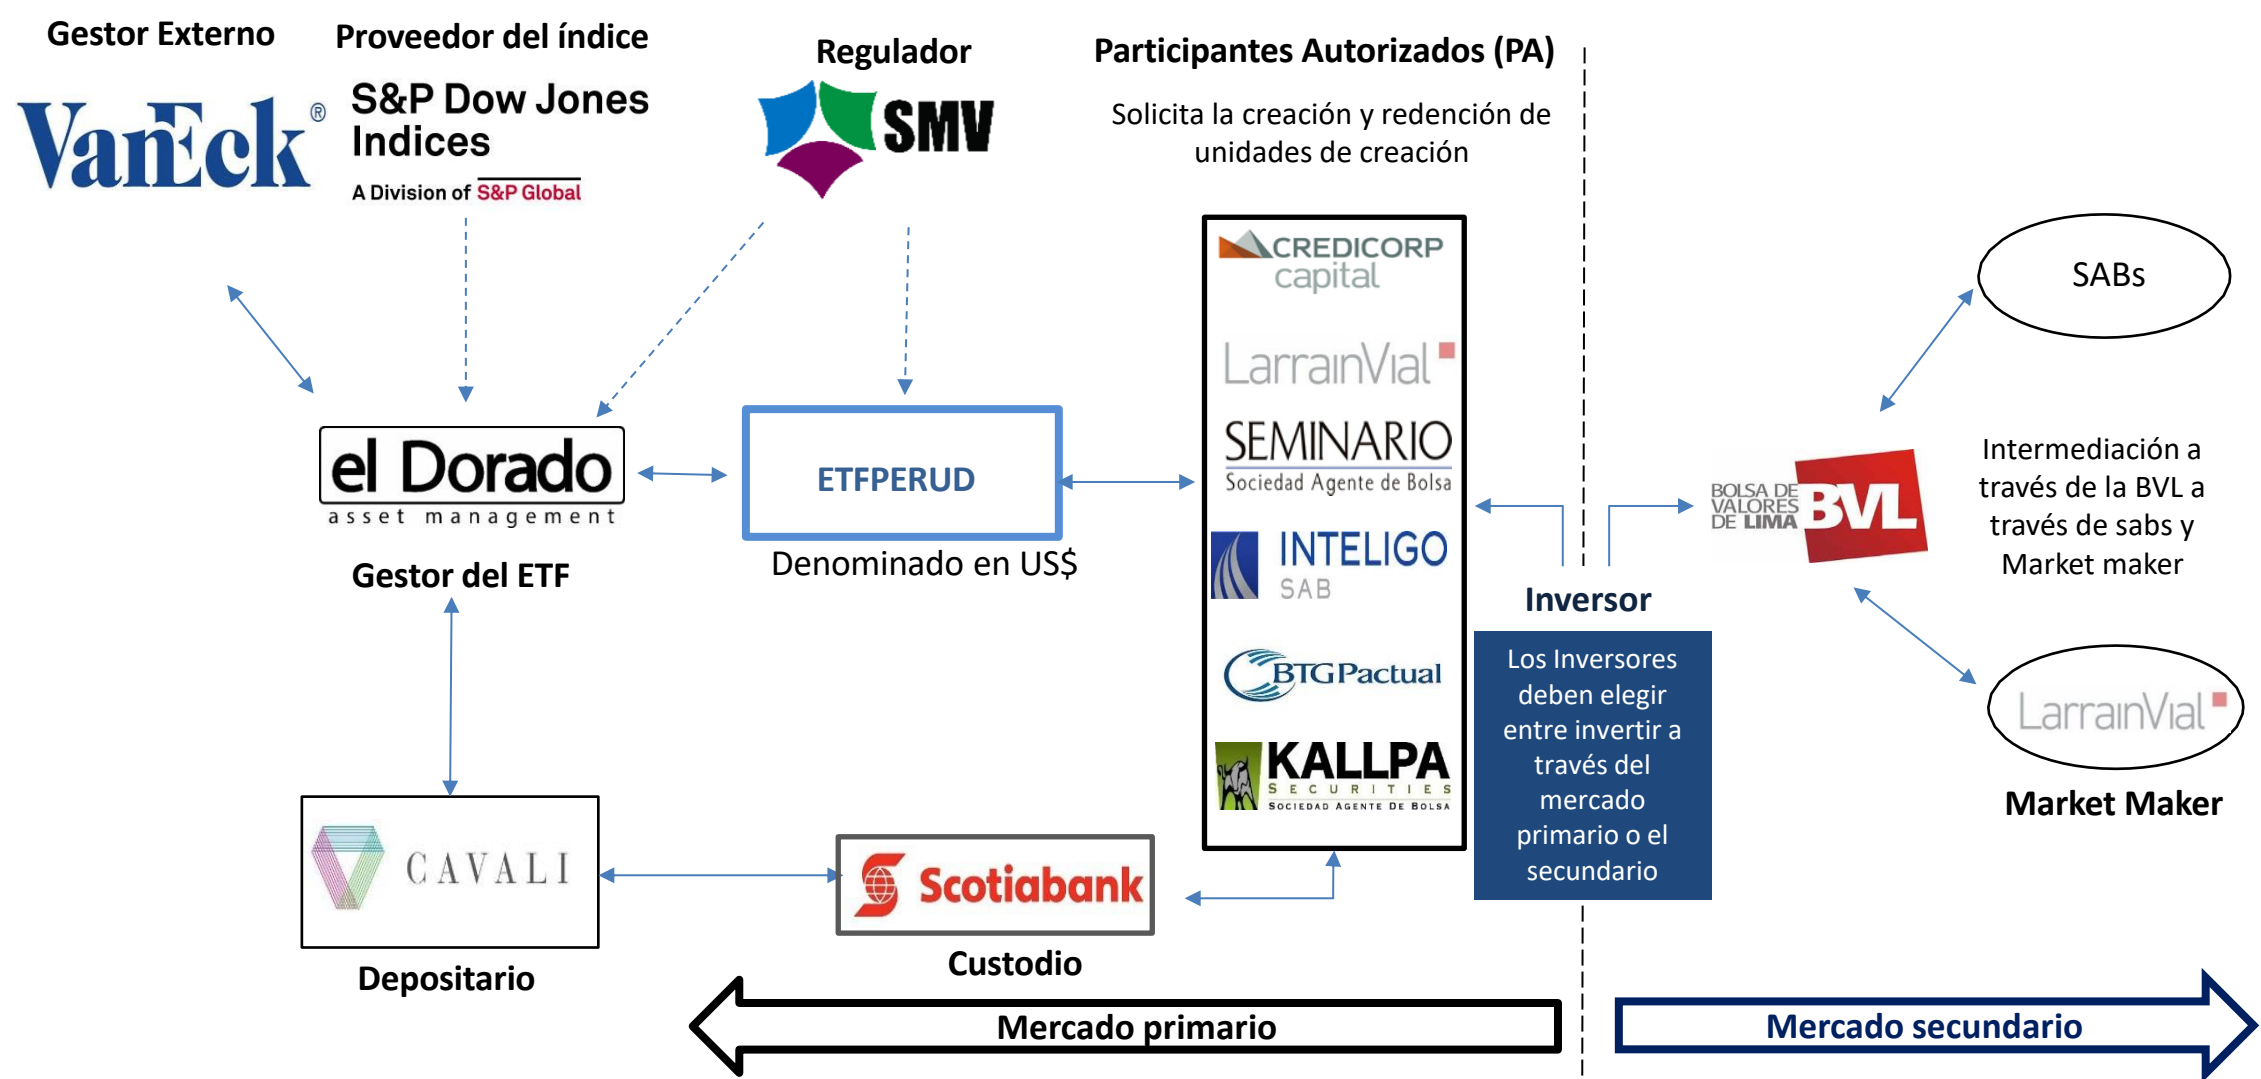 Gestor Externo
VanEck®
Proveedor del índice
S&P Dow Jones
Indices
A Division of S&P Global
Regulador
SMV
Participantes Autorizados (PA)
Solicita la creación y redención de
unidades de creación
CREDICORP
capital
LarrainVial
SEMINARIO
Sociedad Agente de Bolsa
INTELIGO
SAB
BTGPactual
KALLPA
SECURITIES
SOCIEDAD AGENTE DE BOLSA
el Dorado
asset management
Gestor del ETF
ETFPERUD
Denominado en US$
CAVALI
Depositario
Scotiabank
Custodio
Inversor
Los Inversores
deben elegir
entre invertir a
través del
mercado
primario o el
secundario
SABs
BOLSA DE
VALORES
DE LIMA
BVL
Intermediación a
través de la BVL a
través de sabs y
Market maker
LarrainVial
Market Maker
Mercado primario
Mercado secundario